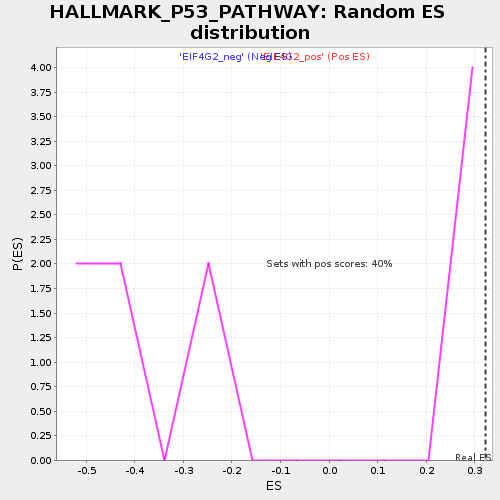 HALLMARK_P53_PATHWAY: Random ES
distribution
'EIF4G2_neg' (Neg ES)
'EIF4G2_pos' (Pos ES)
4.00
3.75
3.50
3.25
3.00
2.75
2.50
2.25
2.00
1.75
1.50
1.25
1.00
0.75
0.50
0.25
0.00
P(ES)
Sets with pos scores: 40%
Real ES
-0.5 -0.4 -0.3 -0.2 -0.1 0.0 0.1 0.2 0.3
ES